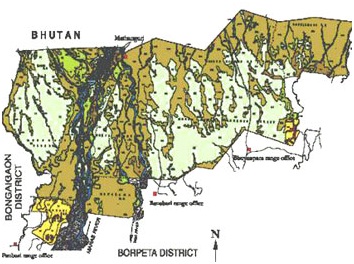 BHUTAN
Mathanguri
BONGAIGAON
DISTRICT
Bhuyanpara range office
Bansbari range office
Panbari range office
MANAS RIVER
BORPETA DISTRICT
N